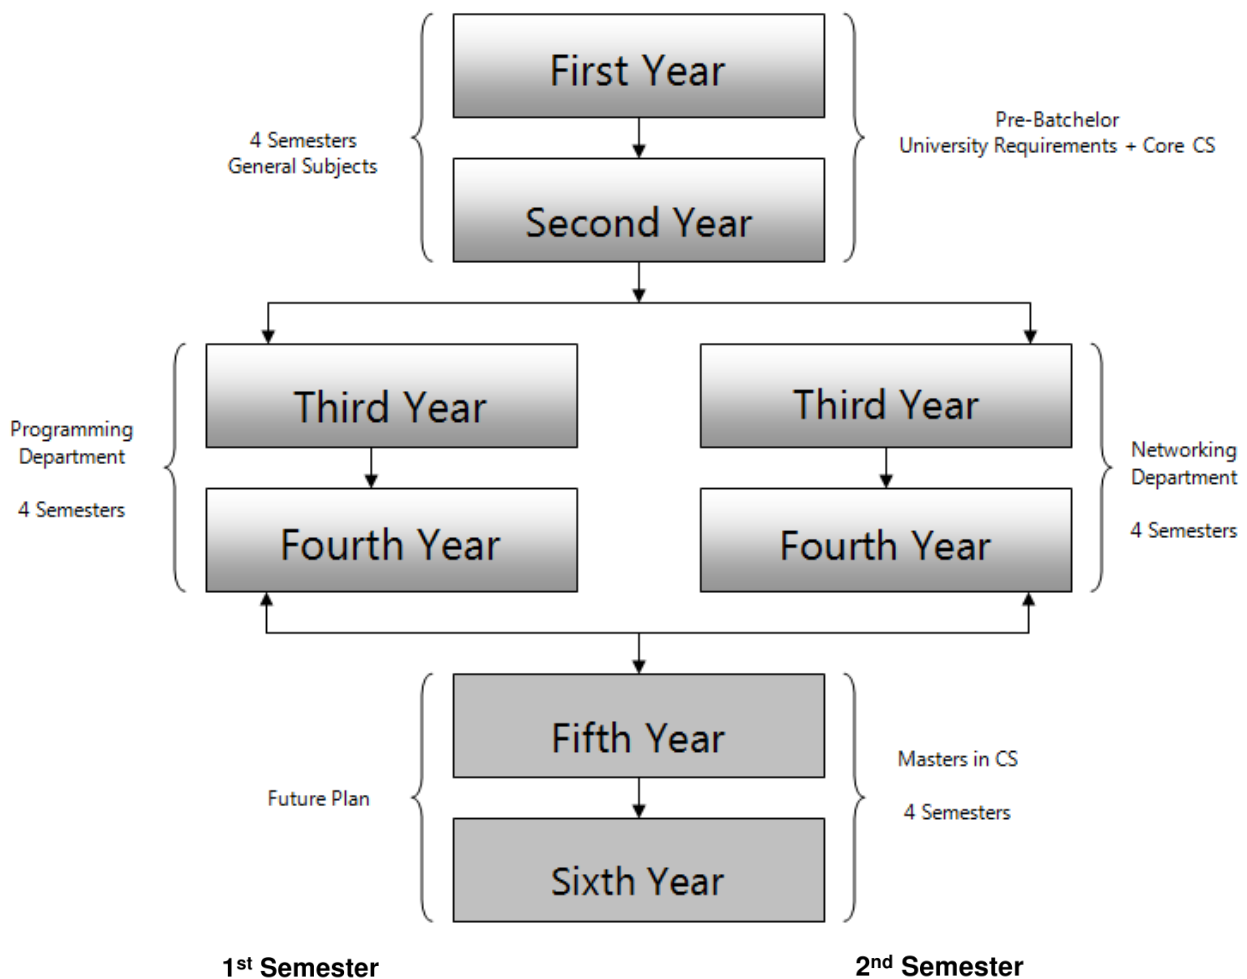 First Year
4 Semesters
General Subjects
Pre-Batchelor
University Requirements + Core CS
Second Year
Third Year
Third Year
Programming
Department
4 Semesters
Networking
Department
4 Semesters
Fourth Year
Fourth Year
Fifth Year
Future Plan
Masters in CS
4 Semesters
Sixth Year
1st Semester
2nd Semester